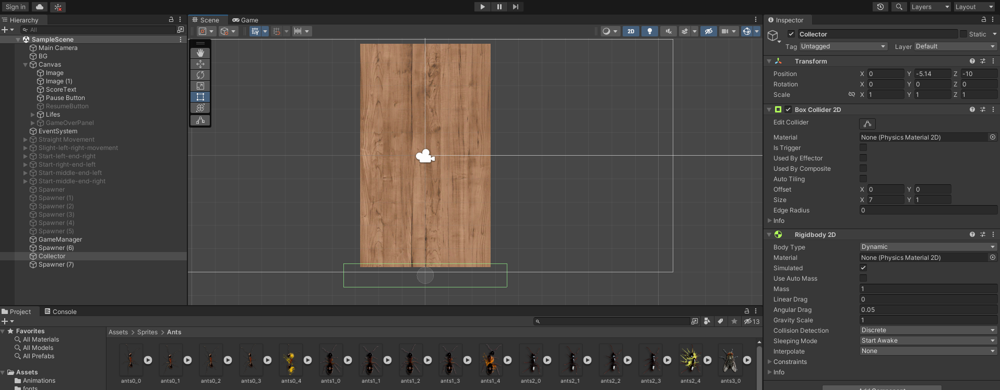 Sign in
Layers
Layout
Hierarchy
All
SampleScene
Main Camera
BG
Canvas
Image
Image (1)
ScoreText
Pause Button
ResumeButton
Lifes
GameOverPanel
EventSystem
Straight Movement
Slight-left-right-movement
Start-left-end-right
Start-right-end-left
Start-middle-end-left
Start-middle-end-right
Spawner
Spawner (1)
Spawner (2)
Spawner (3)
Spawner (4)
Spawner (5)
GameManager
Spawner (6)
Collector
Spawner (7)
Scene
Game
2D
Inspector
Collector
Static
Tag Untagged Layer Default
Transform
Position X 0 Y -5.14 Z -10
Rotation X 0 Y 0 Z 0
Scale X 1 Y 1 Z 1
Box Collider 2D
Edit Collider
Material None (Physics Material 2D)
Is Trigger
Used By Effector
Used By Composite
Auto Tiling
Offset X 0 Y 0
Size X 7 Y 1
Edge Radius 0
Info
Rigidbody 2D
Body Type Dynamic
Material None (Physics Material 2D)
Simulated
Use Auto Mass
Mass 1
Linear Drag 0
Angular Drag 0.05
Gravity Scale 1
Collision Detection Discrete
Sleeping Mode Start Awake
Interpolate None
Constraints
Info
Add Component
Project
Console
13
Favorites
All Materials
All Models
All Prefabs
Assets
Animations
fonts
Assets > Sprites > Ants
ants0_0 ants0_1 ants0_2 ants0_3 ants0_4 ants1_0 ants1_1 ants1_2 ants1_3 ants1_4 ants2_0 ants2_1 ants2_2 ants2_3 ants2_4 ants3_0